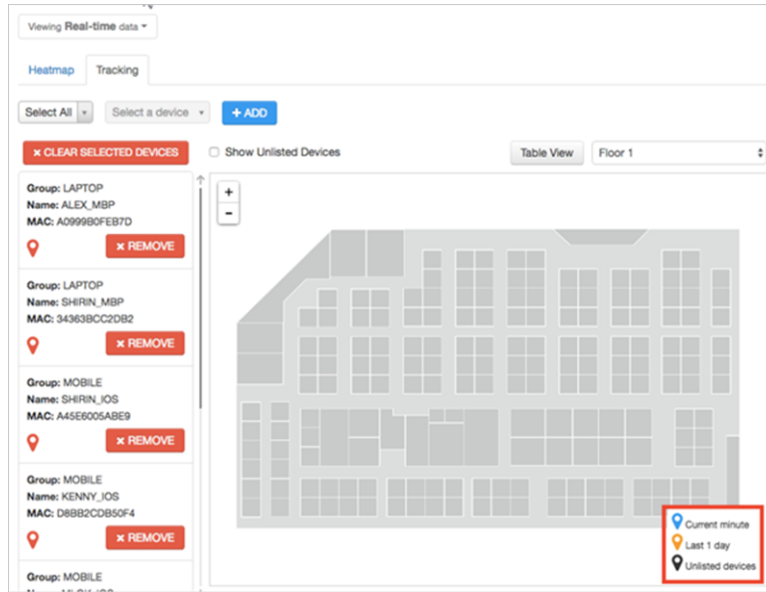 Viewing Real-time data
Heatmap
Tracking
Select All
Select a device
+ ADD
× CLEAR SELECTED DEVICES
Show Unlisted Devices
Table View
Floor 1
Group: LAPTOP
Name: ALEX_MBP
MAC: A0999B0FEB7D
× REMOVE
Group: LAPTOP
Name: SHIRIN_MBP
MAC: 34363BCC2DB2
× REMOVE
Group: MOBILE
Name: SHIRIN_IOS
MAC: A45E6005ABE9
× REMOVE
Group: MOBILE
Name: KENNY_IOS
MAC: D8BB2CDB50F4
× REMOVE
Group: MOBILE
+
-
Current minute
Last 1 day
Unlisted devices